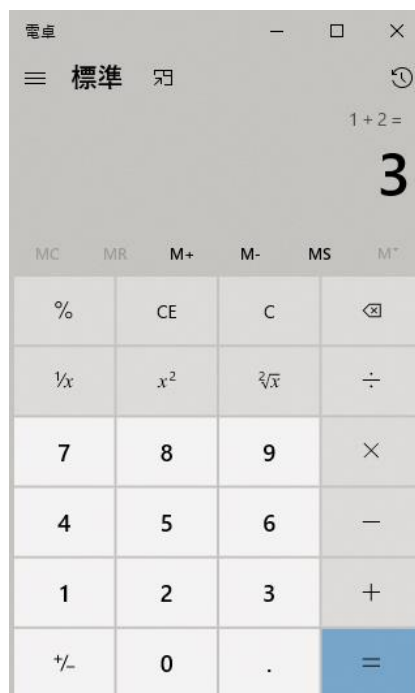 電卓
標準
1 + 2 =
3
MC MR M+ M- MS M˅
% CE C
¹/x x² ²√x ÷
7 8 9 ×
4 5 6 −
1 2 3 +
+/− 0 . =